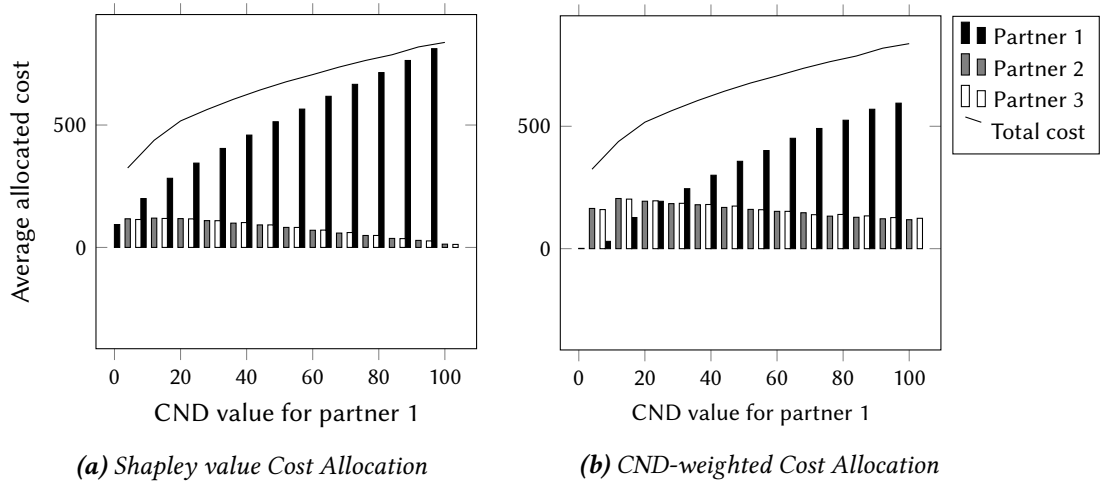 Average allocated cost
500
0
0 20 40 60 80 100
CND value for partner 1
(a) Shapley value Cost Allocation
500
0
0 20 40 60 80 100
CND value for partner 1
(b) CND-weighted Cost Allocation
Partner 1
Partner 2
Partner 3
Total cost